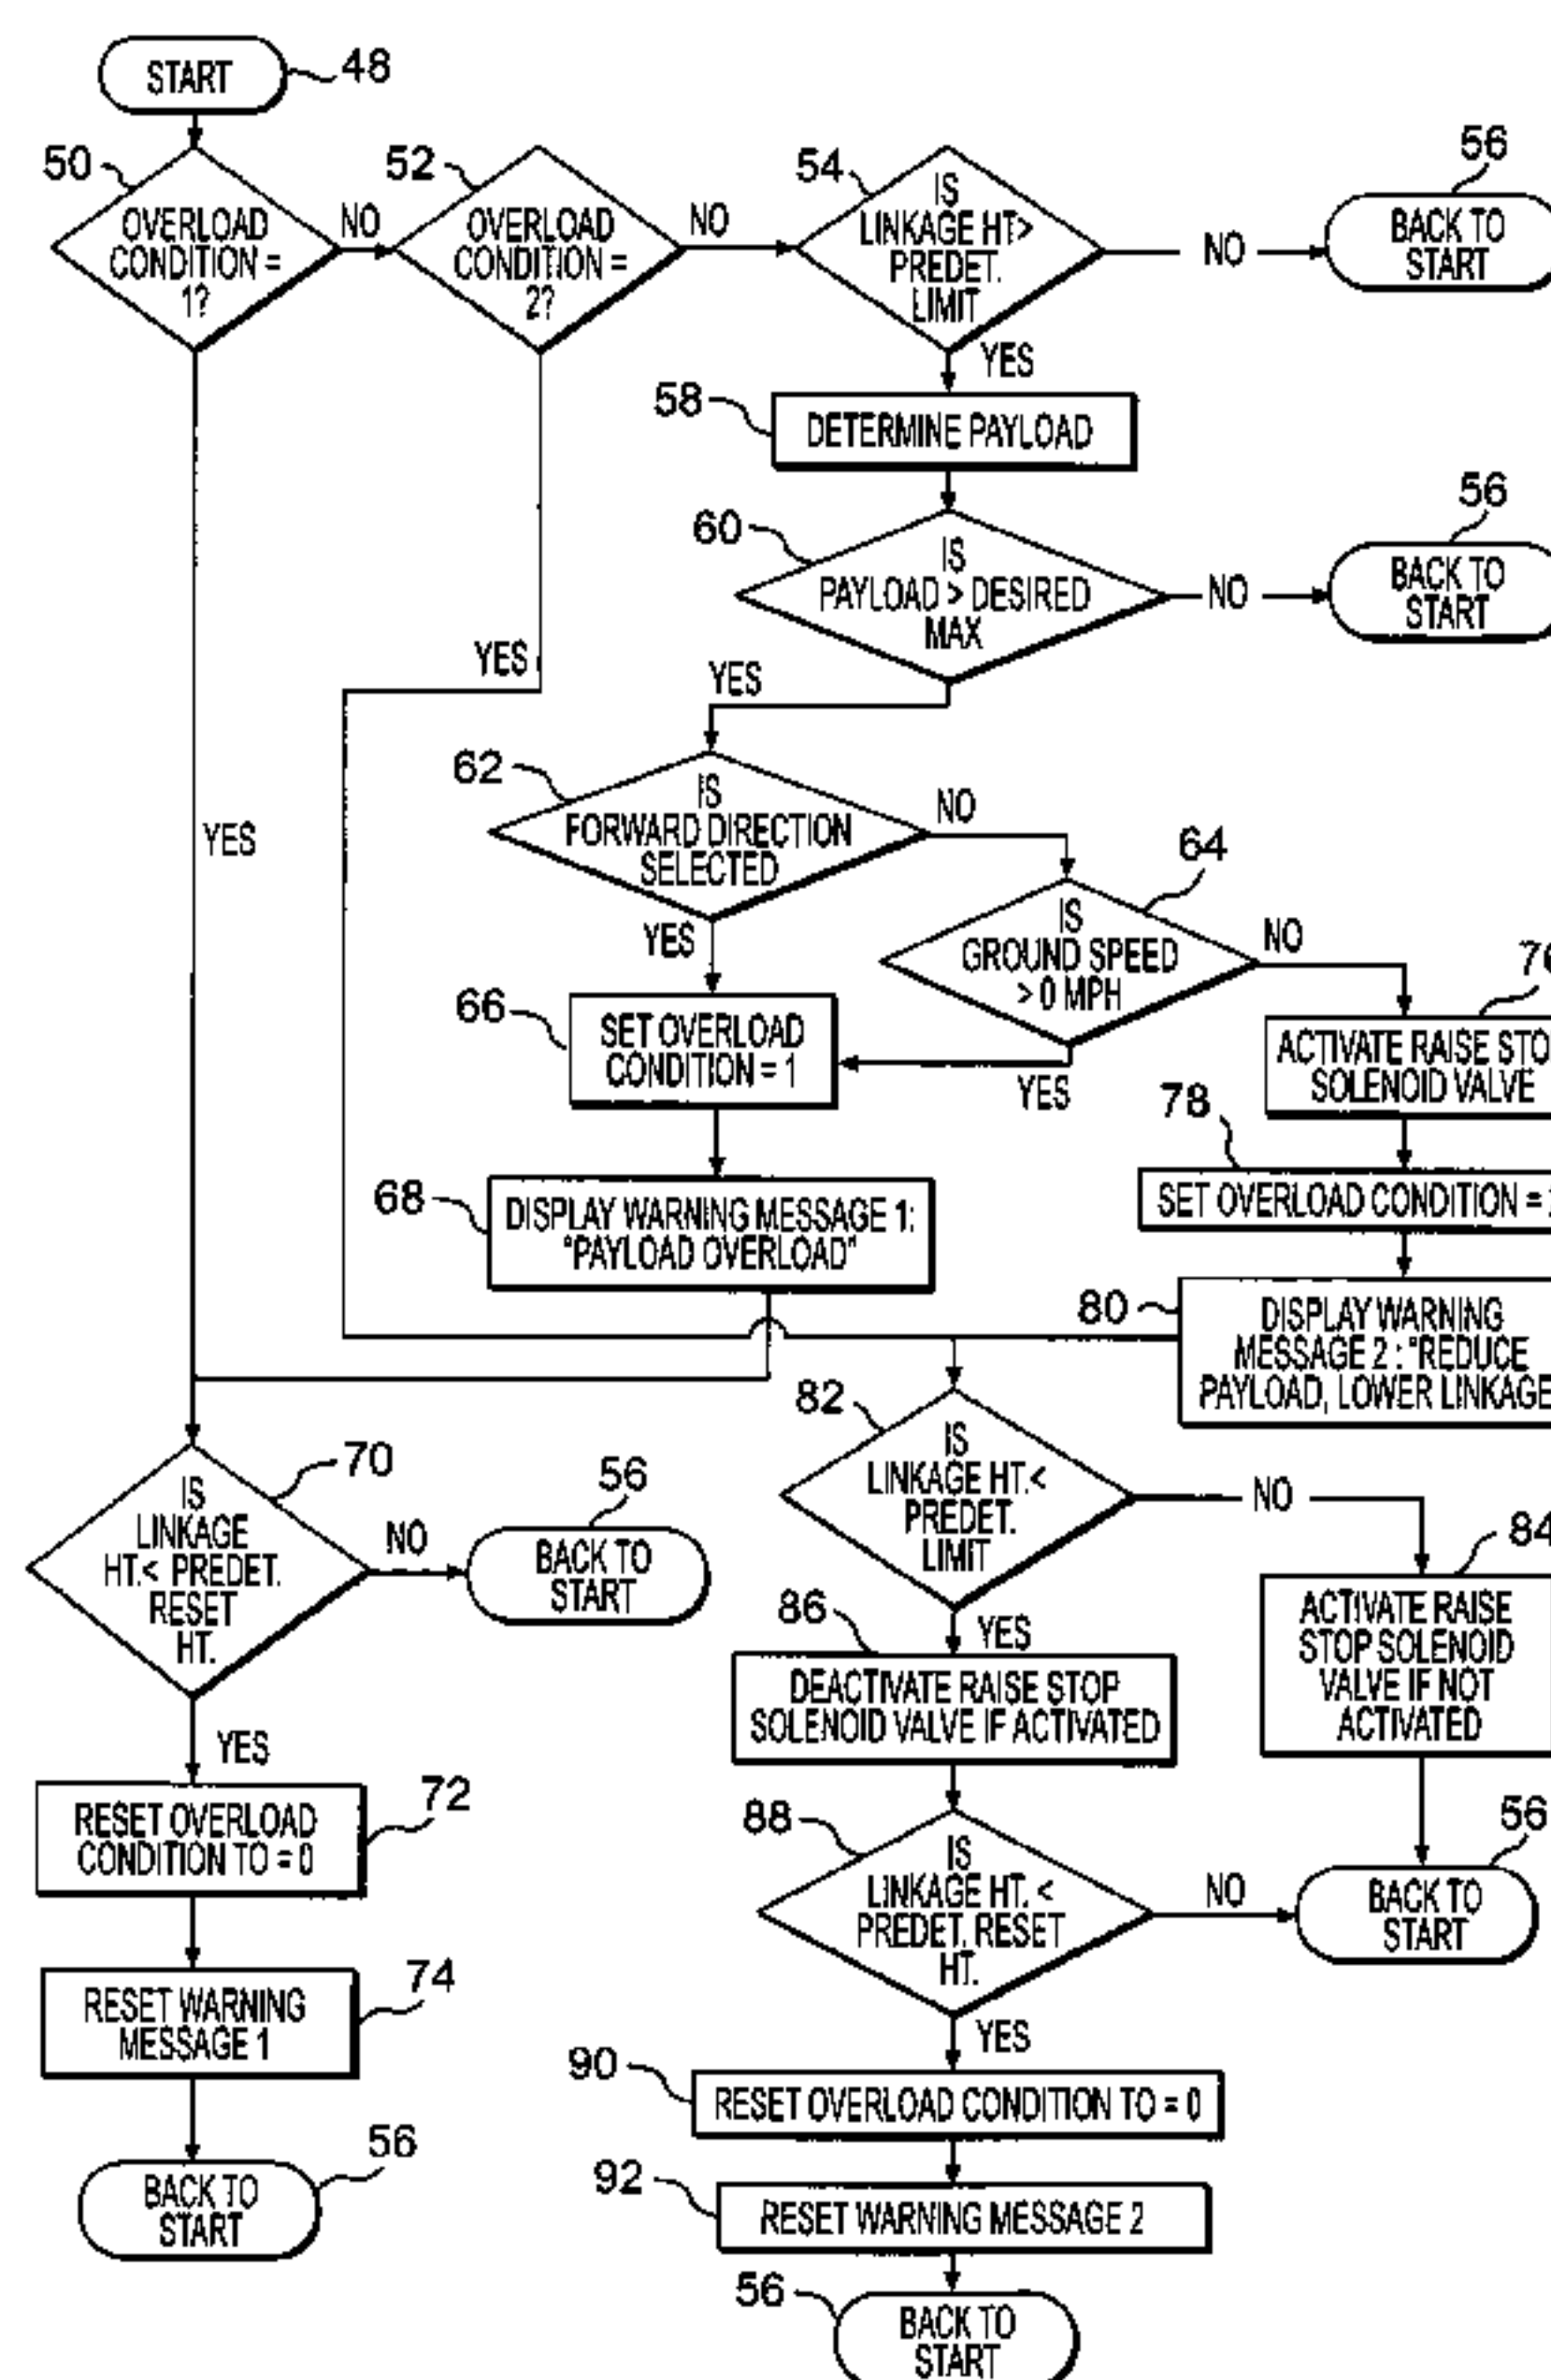 START
48
50
OVERLOAD
CONDITION =
1?
NO
52
OVERLOAD
CONDITION =
2?
NO
54
IS
LINKAGE HT>
PREDET.
LIMIT
NO
56
BACK TO
START
YES
58
DETERMINE PAYLOAD
60
IS
PAYLOAD > DESIRED
MAX
NO
56
BACK TO
START
YES
YES
YES
62
IS
FORWARD DIRECTION
SELECTED
NO
64
IS
GROUND SPEED
> 0 MPH
NO
YES
YES
66
SET OVERLOAD
CONDITION = 1
ACTIVATE RAISE
SOLENOID VALVE
78
SET OVERLOAD CONDITION =
68
DISPLAY WARNING MESSAGE 1:
"PAYLOAD OVERLOAD"
80
DISPLAY WARNING
MESSAGE 2 : "REDUCE
PAYLOAD, LOWER LINKAGE
70
IS
LINKAGE
HT.< PREDET.
RESET
HT.
NO
56
BACK TO
START
82
IS
LINKAGE HT.<
PREDET.
LIMIT
NO
84
ACTIVATE RAISE
STOP SOLENOID
VALVE IF NOT
ACTIVATED
YES
86
DEACTIVATE RAISE STOP
SOLENOID VALVE IF ACTIVATED
YES
72
RESET OVERLOAD
CONDITION TO = 0
88
IS
LINKAGE HT. <
PREDET. RESET
HT.
NO
56
BACK TO
START
74
RESET WARNING
MESSAGE 1
YES
90
RESET OVERLOAD CONDITION TO = 0
56
BACK TO
START
92
RESET WARNING MESSAGE 2
56
BACK TO
START